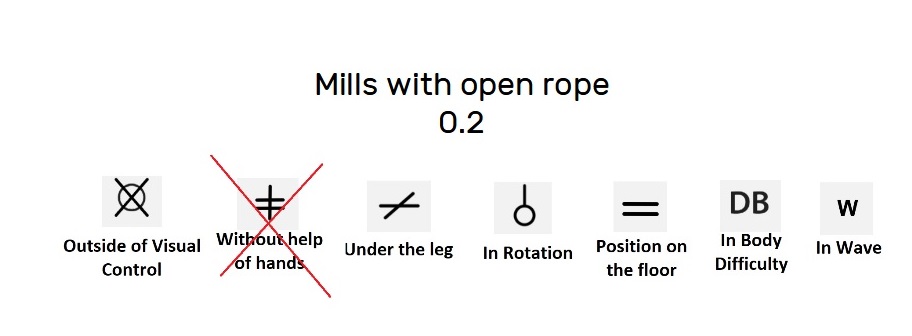 Mills with open rope
0.2
Outside of Visual
Control
Without help
of hands
Under the leg
In Rotation
Position on
the floor
DB
In Body
Difficulty
W
In Wave